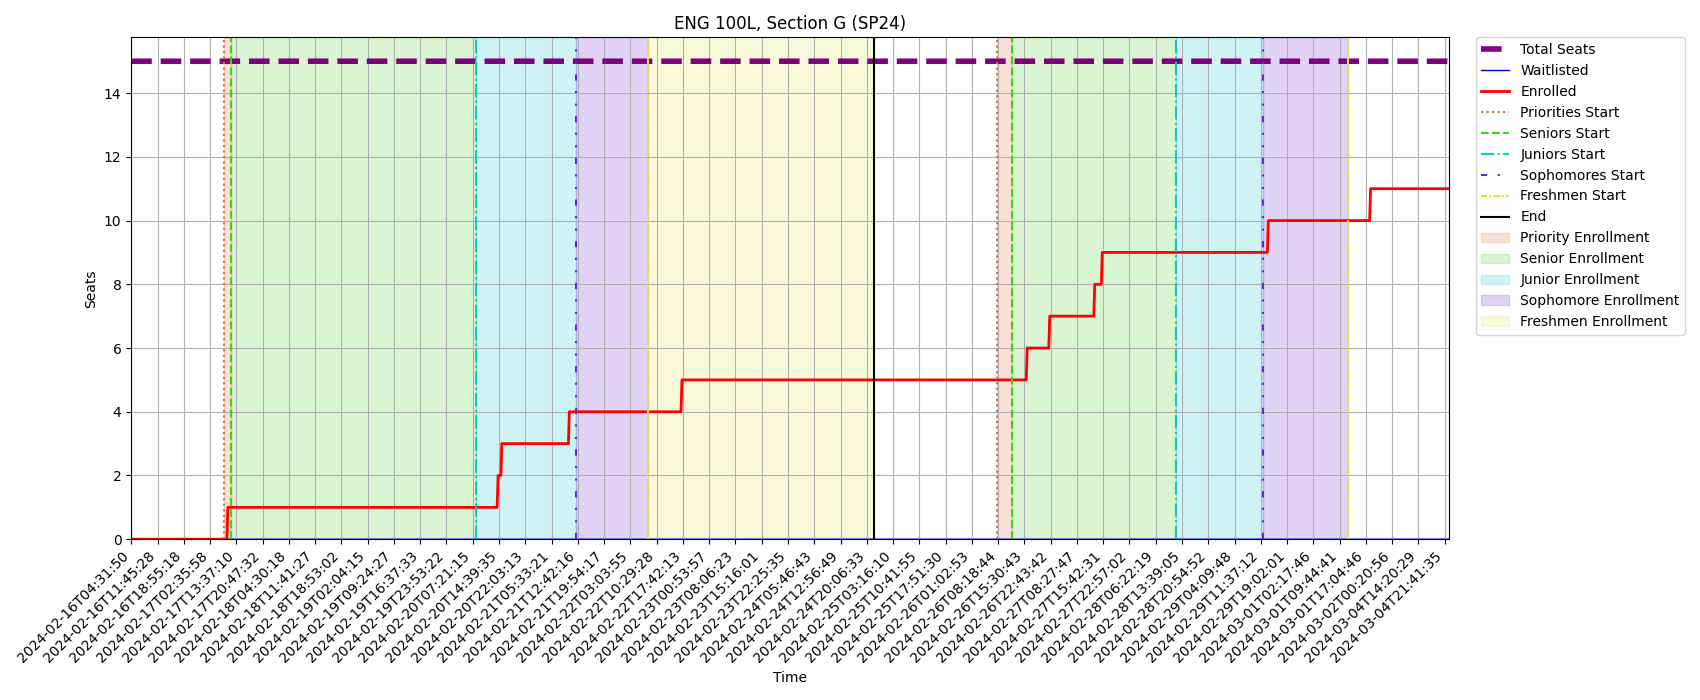 ENG 100L, Section G (SP24)
Seats
14
12
10
8
6
4
2
0
2024-02-16T04:31:50
2024-02-16T11:45:28
2024-02-16T18:55:18
2024-02-17T02:35:58
2024-02-17T13:37:10
2024-02-17T20:47:32
2024-02-18T04:30:18
2024-02-18T11:41:27
2024-02-18T18:53:02
2024-02-19T02:04:15
2024-02-19T09:24:27
2024-02-19T16:37:33
2024-02-19T23:53:22
2024-02-20T07:21:15
2024-02-20T14:39:35
2024-02-20T22:03:13
2024-02-21T05:33:21
2024-02-21T12:42:16
2024-02-21T19:54:17
2024-02-22T03:03:55
2024-02-22T10:29:28
2024-02-22T17:42:13
2024-02-23T00:53:57
2024-02-23T08:06:23
2024-02-23T15:16:01
2024-02-23T22:25:35
2024-02-24T05:46:43
2024-02-24T12:56:49
2024-02-24T20:06:33
2024-02-25T03:16:10
2024-02-25T10:41:55
2024-02-25T17:51:30
2024-02-26T01:02:53
2024-02-26T08:18:44
2024-02-26T15:30:43
2024-02-26T22:43:42
2024-02-27T08:27:47
2024-02-27T15:42:31
2024-02-27T22:57:02
2024-02-28T06:22:19
2024-02-28T13:39:05
2024-02-28T20:54:52
2024-02-29T04:09:48
2024-02-29T11:37:12
2024-02-29T19:02:01
2024-03-01T02:17:46
2024-03-01T09:44:41
2024-03-01T17:04:46
2024-03-02T00:20:56
2024-03-04T14:20:29
2024-03-04T21:41:35
Time
Total Seats
Waitlisted
Enrolled
Priorities Start
Seniors Start
Juniors Start
Sophomores Start
Freshmen Start
End
Priority Enrollment
Senior Enrollment
Junior Enrollment
Sophomore Enrollment
Freshmen Enrollment